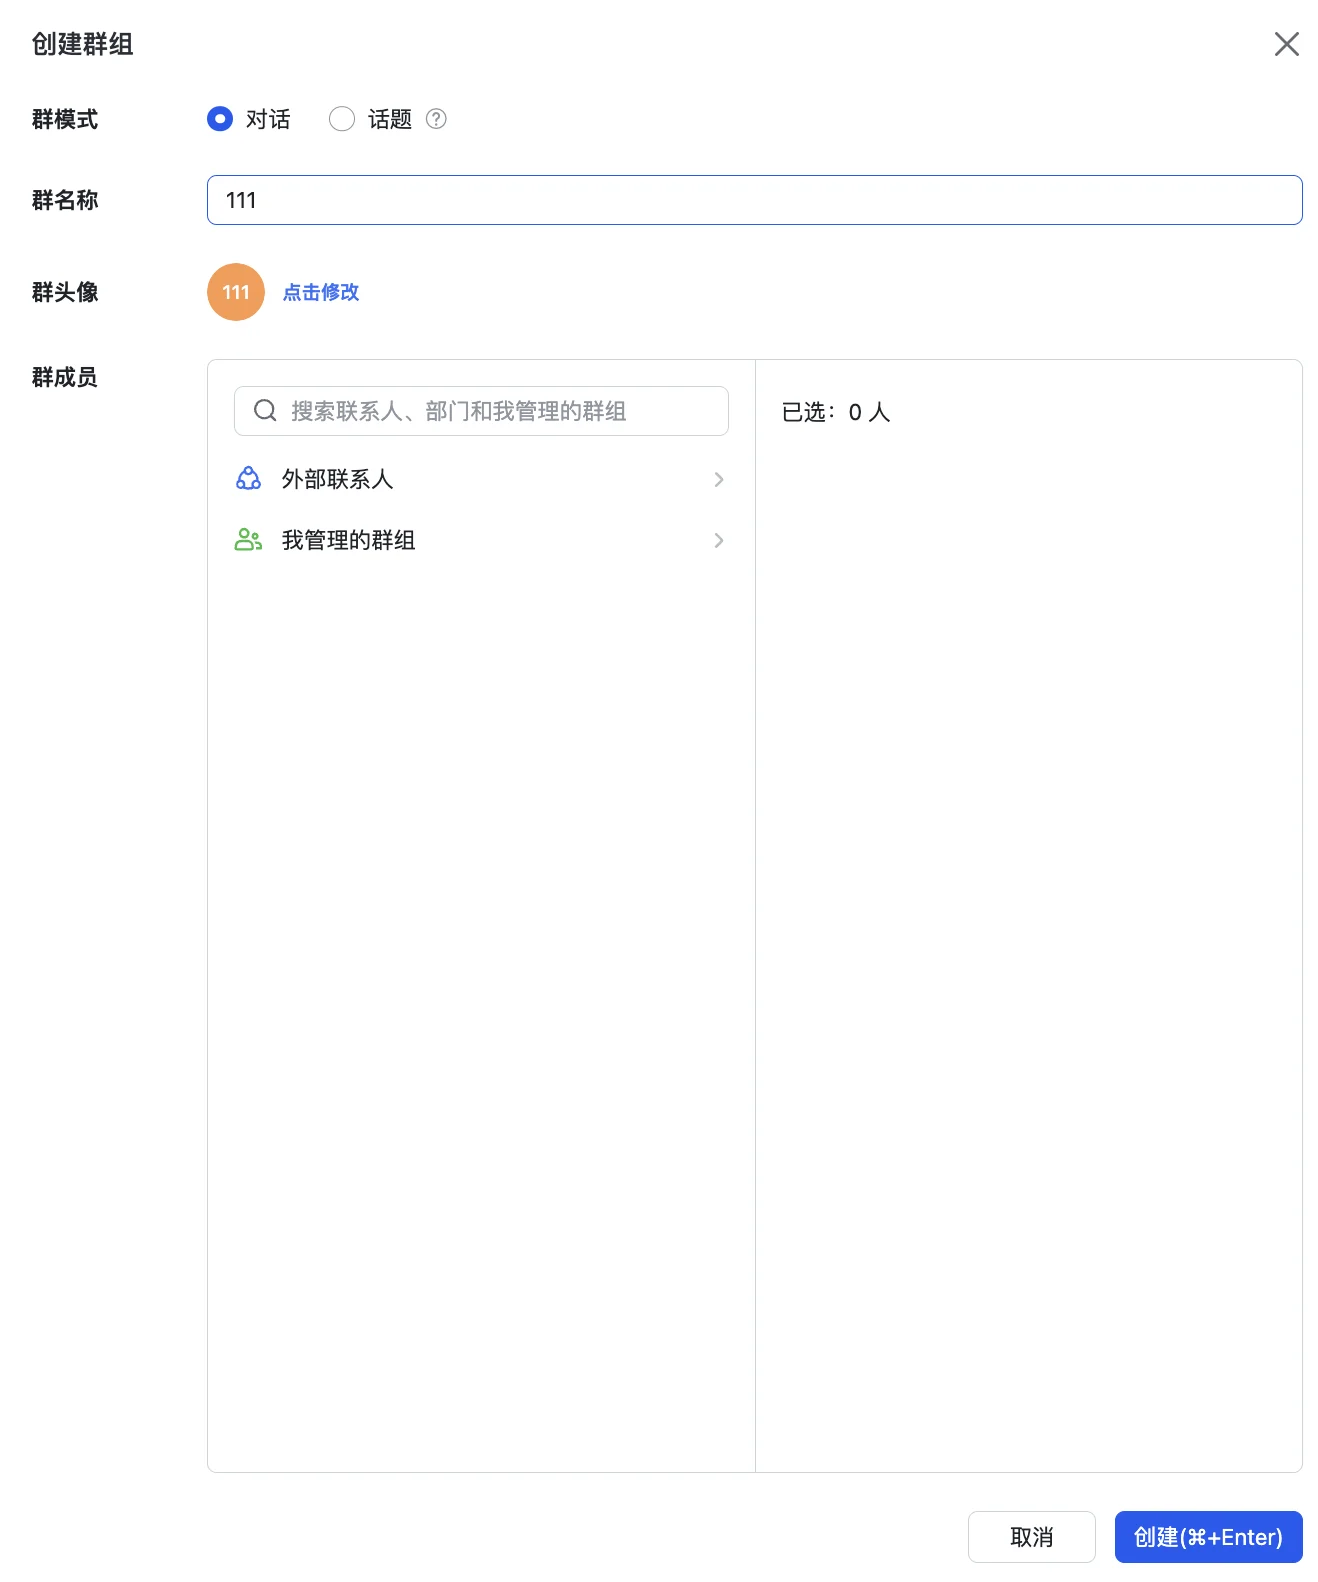 创建群组
群模式 对话 话题 ?
群名称 111
群头像 111 点击修改
群成员
搜索联系人、部门和我管理的群组
外部联系人
我管理的群组
已选：0 人
取消 创建(⌘+Enter)